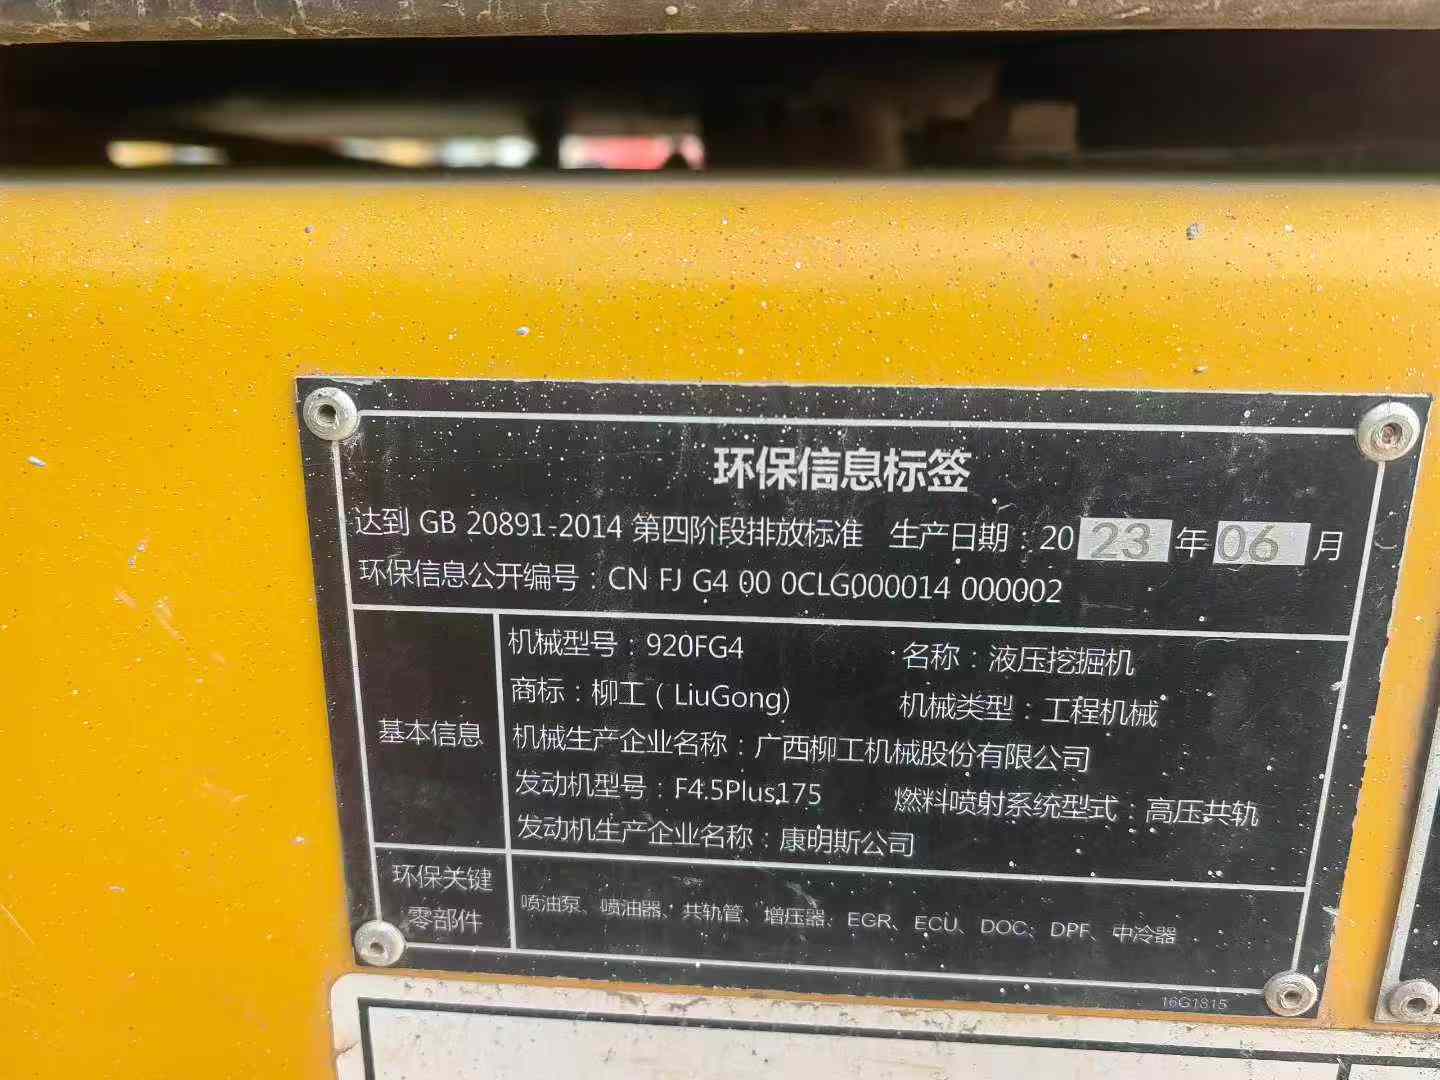 环保信息标签
达到 GB 20891-2014 第四阶段排放标准 生产日期：2023年06月
环保信息公开编号：CN FJ G4 00 0CLG000014 000002
基本信息
机械型号：920FG4 名称：液压挖掘机
商标：柳工（LiuGong） 机械类型：工程机械
机械生产企业名称：广西柳工机械股份有限公司
发动机型号：F4.5Plus175 燃料喷射系统型式：高压共轨
发动机生产企业名称：康明斯公司
环保关键
零部件
喷油泵、喷油器、共轨管、增压器、EGR、ECU、DOC、DPF、中冷器
16G1815